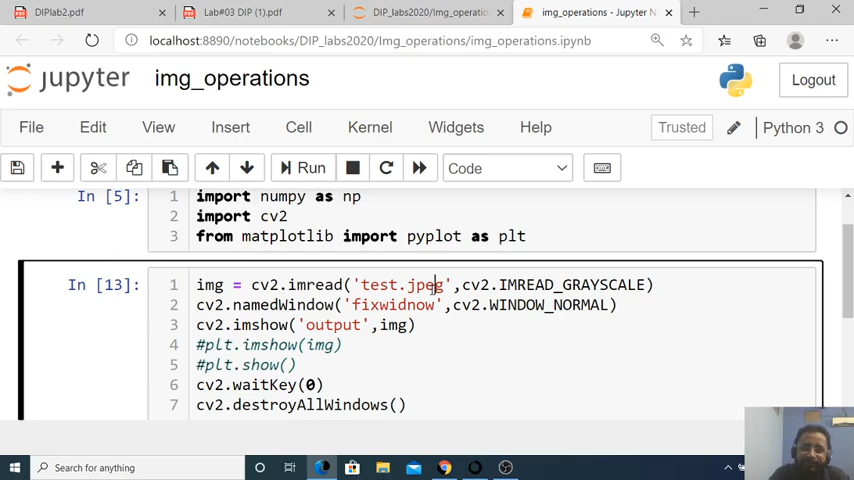 DIPlab2.pdf
Lab#03 DIP (1).pdf
DIP_labs2020/Img_operatio
img_operations - Jupyter N
localhost:8890/notebooks/DIP_labs2020/Img_operations/img_operations.ipynb
jupyter img_operations
Logout
File Edit View Insert Cell Kernel Widgets Help
Trusted
Python 3
Run
Code
In [5]:
1 import numpy as np
2 import cv2
3 from matplotlib import pyplot as plt
In [13]:
1 img = cv2.imread('test.jpeg',cv2.IMREAD_GRAYSCALE)
2 cv2.namedWindow('fixwidnow',cv2.WINDOW_NORMAL)
3 cv2.imshow('output',img)
4 #plt.imshow(img)
5 #plt.show()
6 cv2.waitKey(0)
7 cv2.destroyAllWindows()
Search for anything